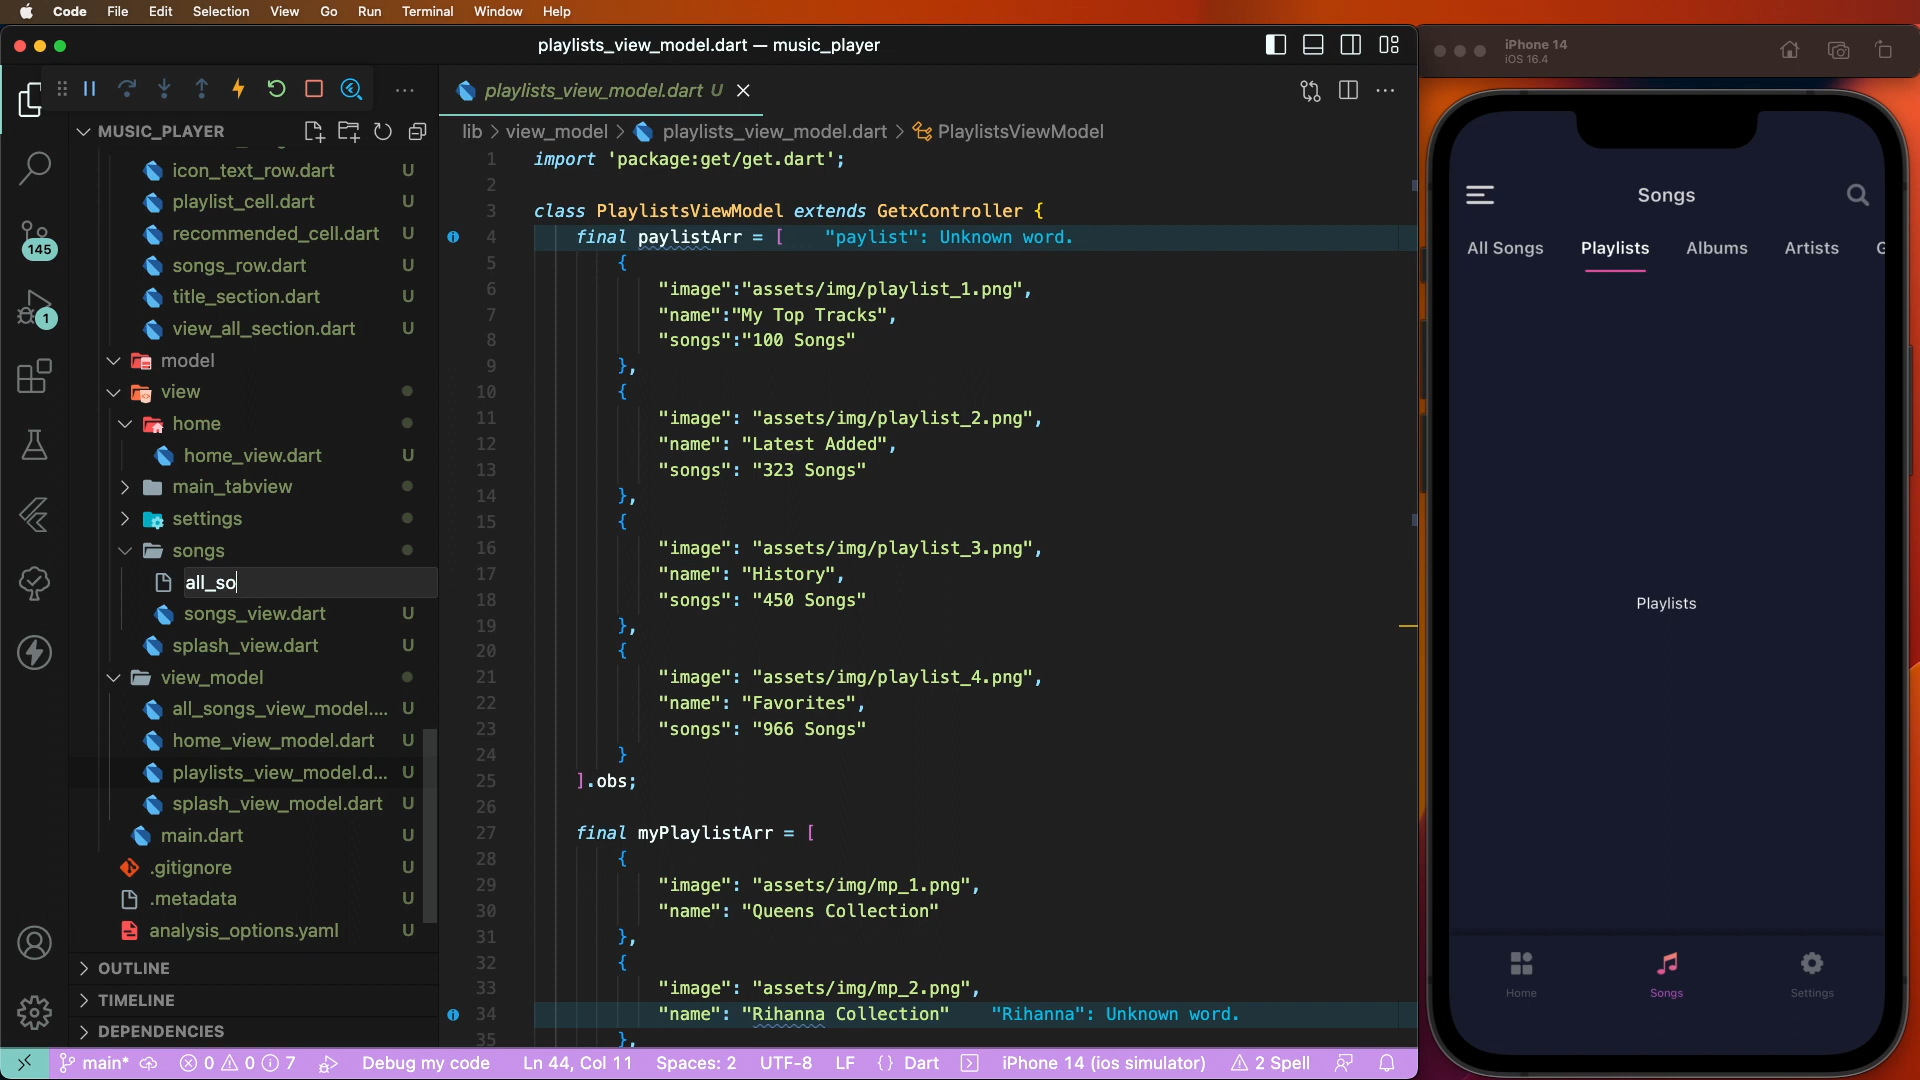 Code File Edit Selection View Go Run Terminal Window Help
playlists_view_model.dart — music_player
iPhone 14
iOS 16.4
playlists_view_model.dart U
MUSIC_PLAYER
lib > view_model > playlists_view_model.dart > PlaylistsViewModel
icon_text_row.dart U
playlist_cell.dart U
recommended_cell.dart U
songs_row.dart U
title_section.dart U
view_all_section.dart U
model
view
home
home_view.dart U
main_tabview
settings
songs
all_so
songs_view.dart U
splash_view.dart U
view_model
all_songs_view_model.... U
home_view_model.dart U
playlists_view_model.d... U
splash_view_model.dart U
main.dart U
.gitignore U
.metadata U
analysis_options.yaml U
OUTLINE
TIMELINE
DEPENDENCIES
145
1
1 import 'package:get/get.dart';
2
3 class PlaylistsViewModel extends GetxController {
4 final paylistArr = [ "paylist": Unknown word.
5 {
6 "image":"assets/img/playlist_1.png",
7 "name":"My Top Tracks",
8 "songs":"100 Songs"
9 },
10 {
11 "image": "assets/img/playlist_2.png",
12 "name": "Latest Added",
13 "songs": "323 Songs"
14 },
15 {
16 "image": "assets/img/playlist_3.png",
17 "name": "History",
18 "songs": "450 Songs"
19 },
20 {
21 "image": "assets/img/playlist_4.png",
22 "name": "Favorites",
23 "songs": "966 Songs"
24 }
25 ].obs;
26
27 final myPlaylistArr = [
28 {
29 "image": "assets/img/mp_1.png",
30 "name": "Queens Collection"
31 },
32 {
33 "image": "assets/img/mp_2.png",
34 "name": "Rihanna Collection" "Rihanna": Unknown word.
35 },
Songs
All Songs Playlists Albums Artists G
Playlists
Home Songs Settings
main* 0 0 7 Debug my code Ln 44, Col 11 Spaces: 2 UTF-8 LF {} Dart iPhone 14 (ios simulator) 2 Spell